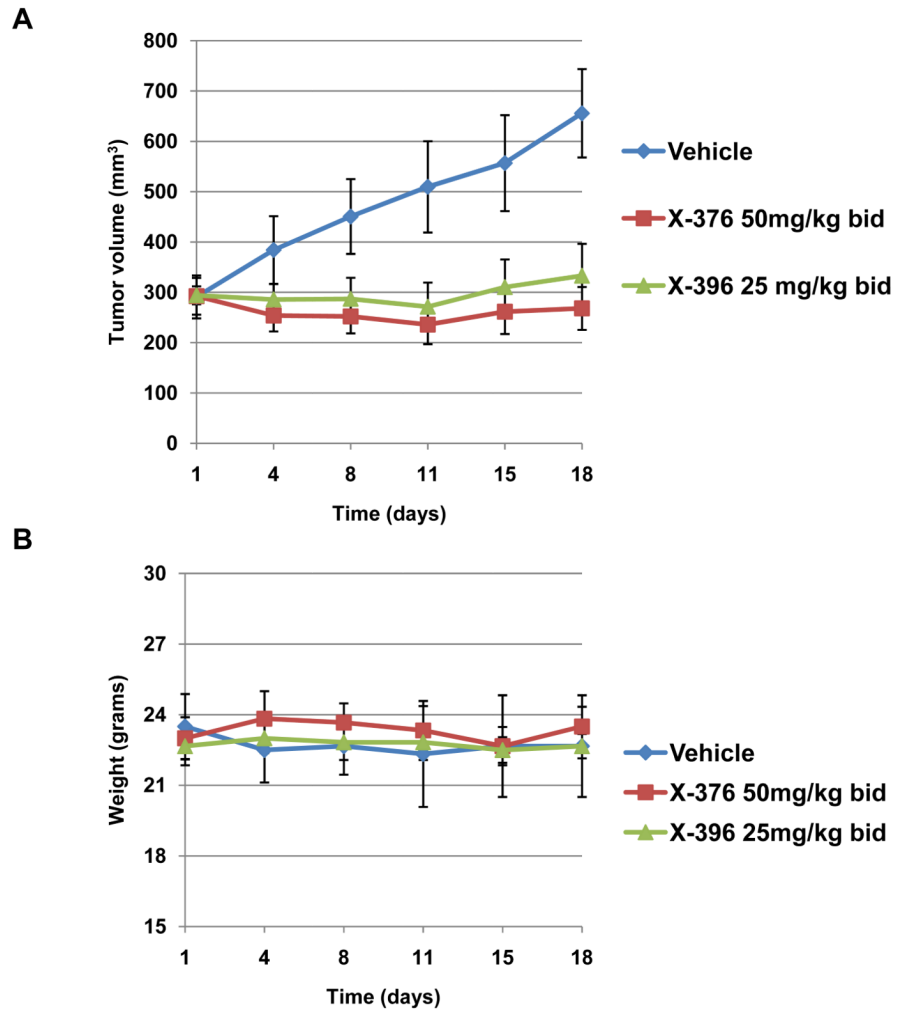 A
800
700
600
500
400
300
200
100
0
Tumor volume (mm³)
1 4 8 11 15 18
Time (days)
Vehicle
X-376 50mg/kg bid
X-396 25 mg/kg bid
B
30
27
24
21
18
15
Weight (grams)
1 4 8 11 15 18
Time (days)
Vehicle
X-376 50mg/kg bid
X-396 25mg/kg bid